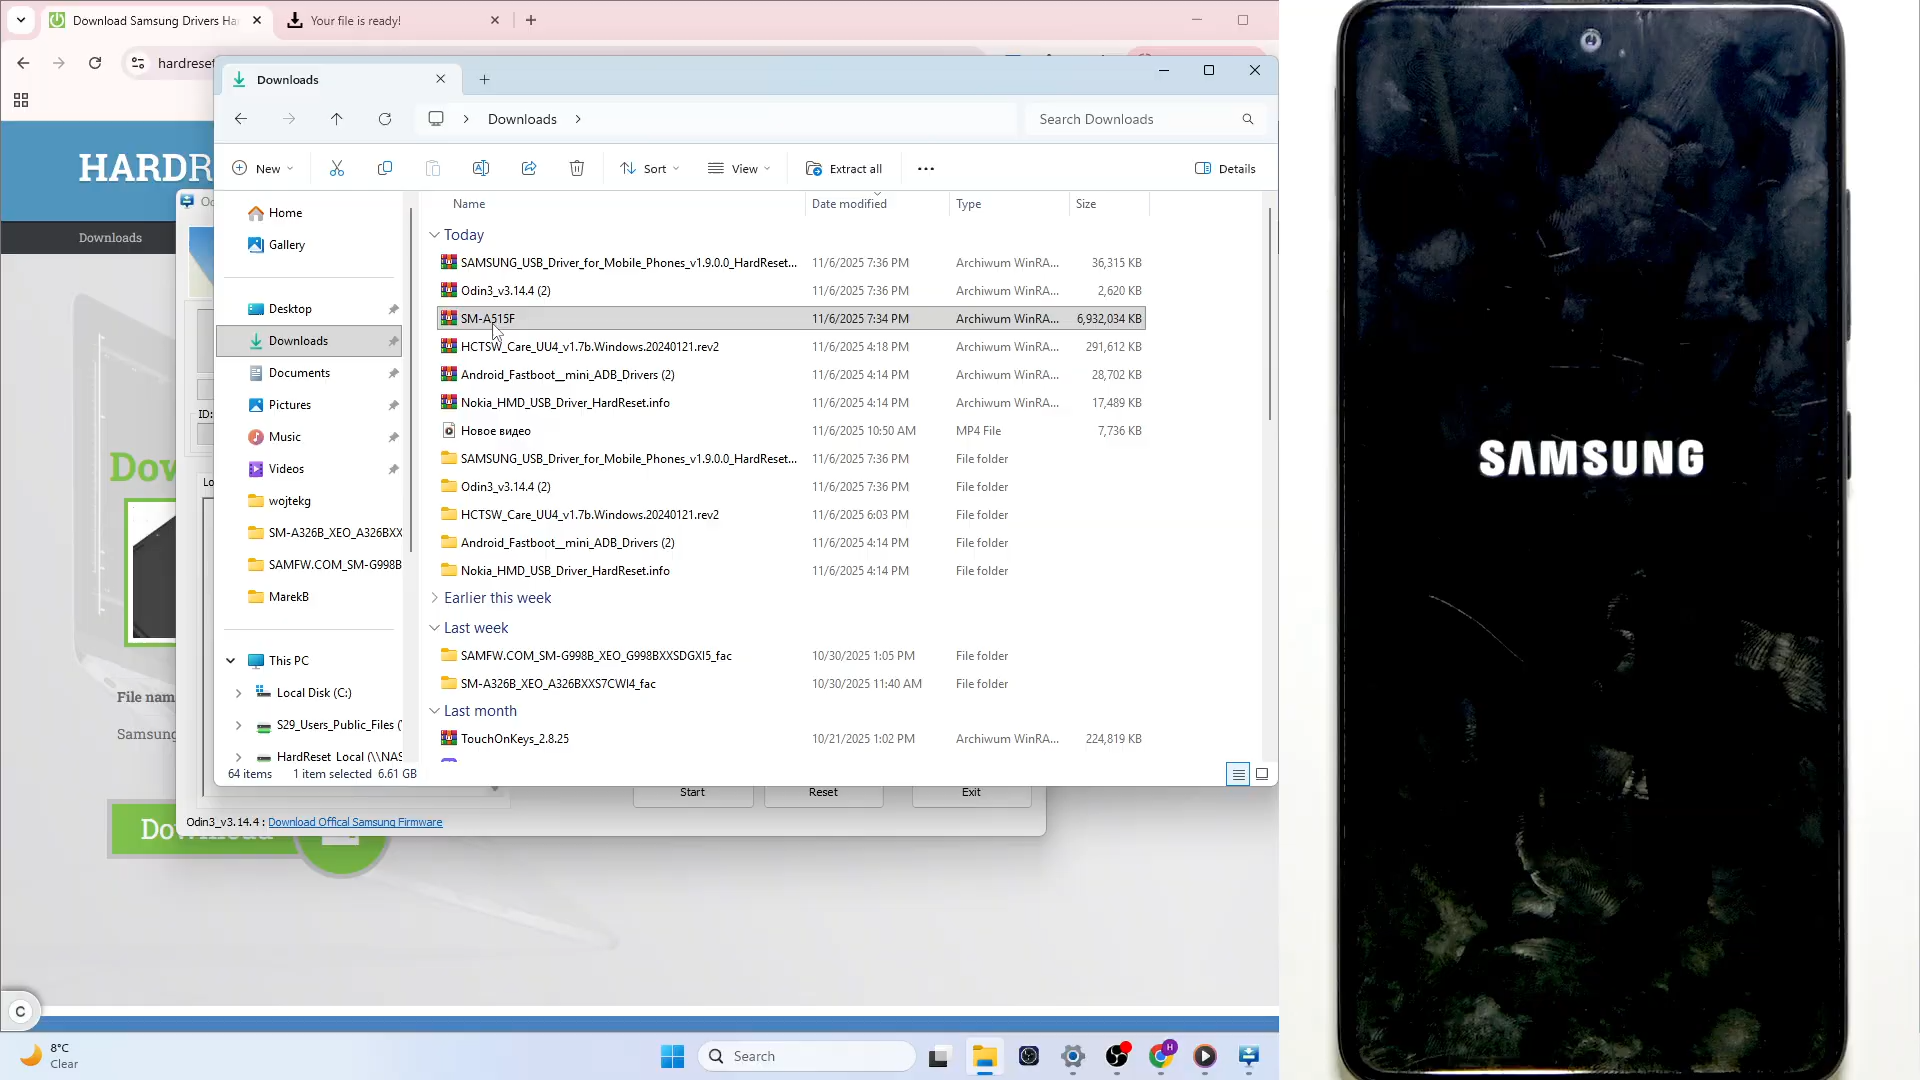 Download Samsung Drivers Har
Your file is ready!
hardreset
Downloads
Downloads
Search Downloads
New
Sort
View
Extract all
Details
HARDR
Downloads
Name
Date modified
Type
Size
Home
Gallery
Desktop
Downloads
Documents
Pictures
Music
Videos
wojtekg
SM-A326B_XEO_A326BXX
SAMFW.COM_SM-G998B
MarekB
This PC
Local Disk (C:)
S29_Users_Public_Files ('
HardReset_Local (\\NAS
Today
SAMSUNG_USB_Driver_for_Mobile_Phones_v1.9.0.0_HardReset... 11/6/2025 7:36 PM Archiwum WinRA... 36,315 KB
Odin3_v3.14.4 (2) 11/6/2025 7:36 PM Archiwum WinRA... 2,620 KB
SM-A515F 11/6/2025 7:34 PM Archiwum WinRA... 6,932,034 KB
HCTSW_Care_UU4_v1.7b.Windows.20240121.rev2 11/6/2025 4:18 PM Archiwum WinRA... 291,612 KB
Android_Fastboot__mini_ADB_Drivers (2) 11/6/2025 4:14 PM Archiwum WinRA... 28,702 KB
Nokia_HMD_USB_Driver_HardReset.info 11/6/2025 4:14 PM Archiwum WinRA... 17,489 KB
Новое видео 11/6/2025 10:50 AM MP4 File 7,736 KB
SAMSUNG_USB_Driver_for_Mobile_Phones_v1.9.0.0_HardReset... 11/6/2025 7:36 PM File folder
Odin3_v3.14.4 (2) 11/6/2025 7:36 PM File folder
HCTSW_Care_UU4_v1.7b.Windows.20240121.rev2 11/6/2025 6:03 PM File folder
Android_Fastboot__mini_ADB_Drivers (2) 11/6/2025 4:14 PM File folder
Nokia_HMD_USB_Driver_HardReset.info 11/6/2025 4:14 PM File folder
Earlier this week
Last week
SAMFW.COM_SM-G998B_XEO_G998BXXSDGXI5_fac 10/30/2025 1:05 PM File folder
SM-A326B_XEO_A326BXXS7CWI4_fac 10/30/2025 11:40 AM File folder
Last month
TouchOnKeys_2.8.25 10/21/2025 1:02 PM Archiwum WinRA... 224,819 KB
64 items 1 item selected 6.61 GB
ID:
Lo
Dow
File nam
Samsung
Start
Reset
Exit
Odin3_v3.14.4 : Download Offical Samsung Firmware
Download
C
8°C
Clear
Search
H
SAMSUNG